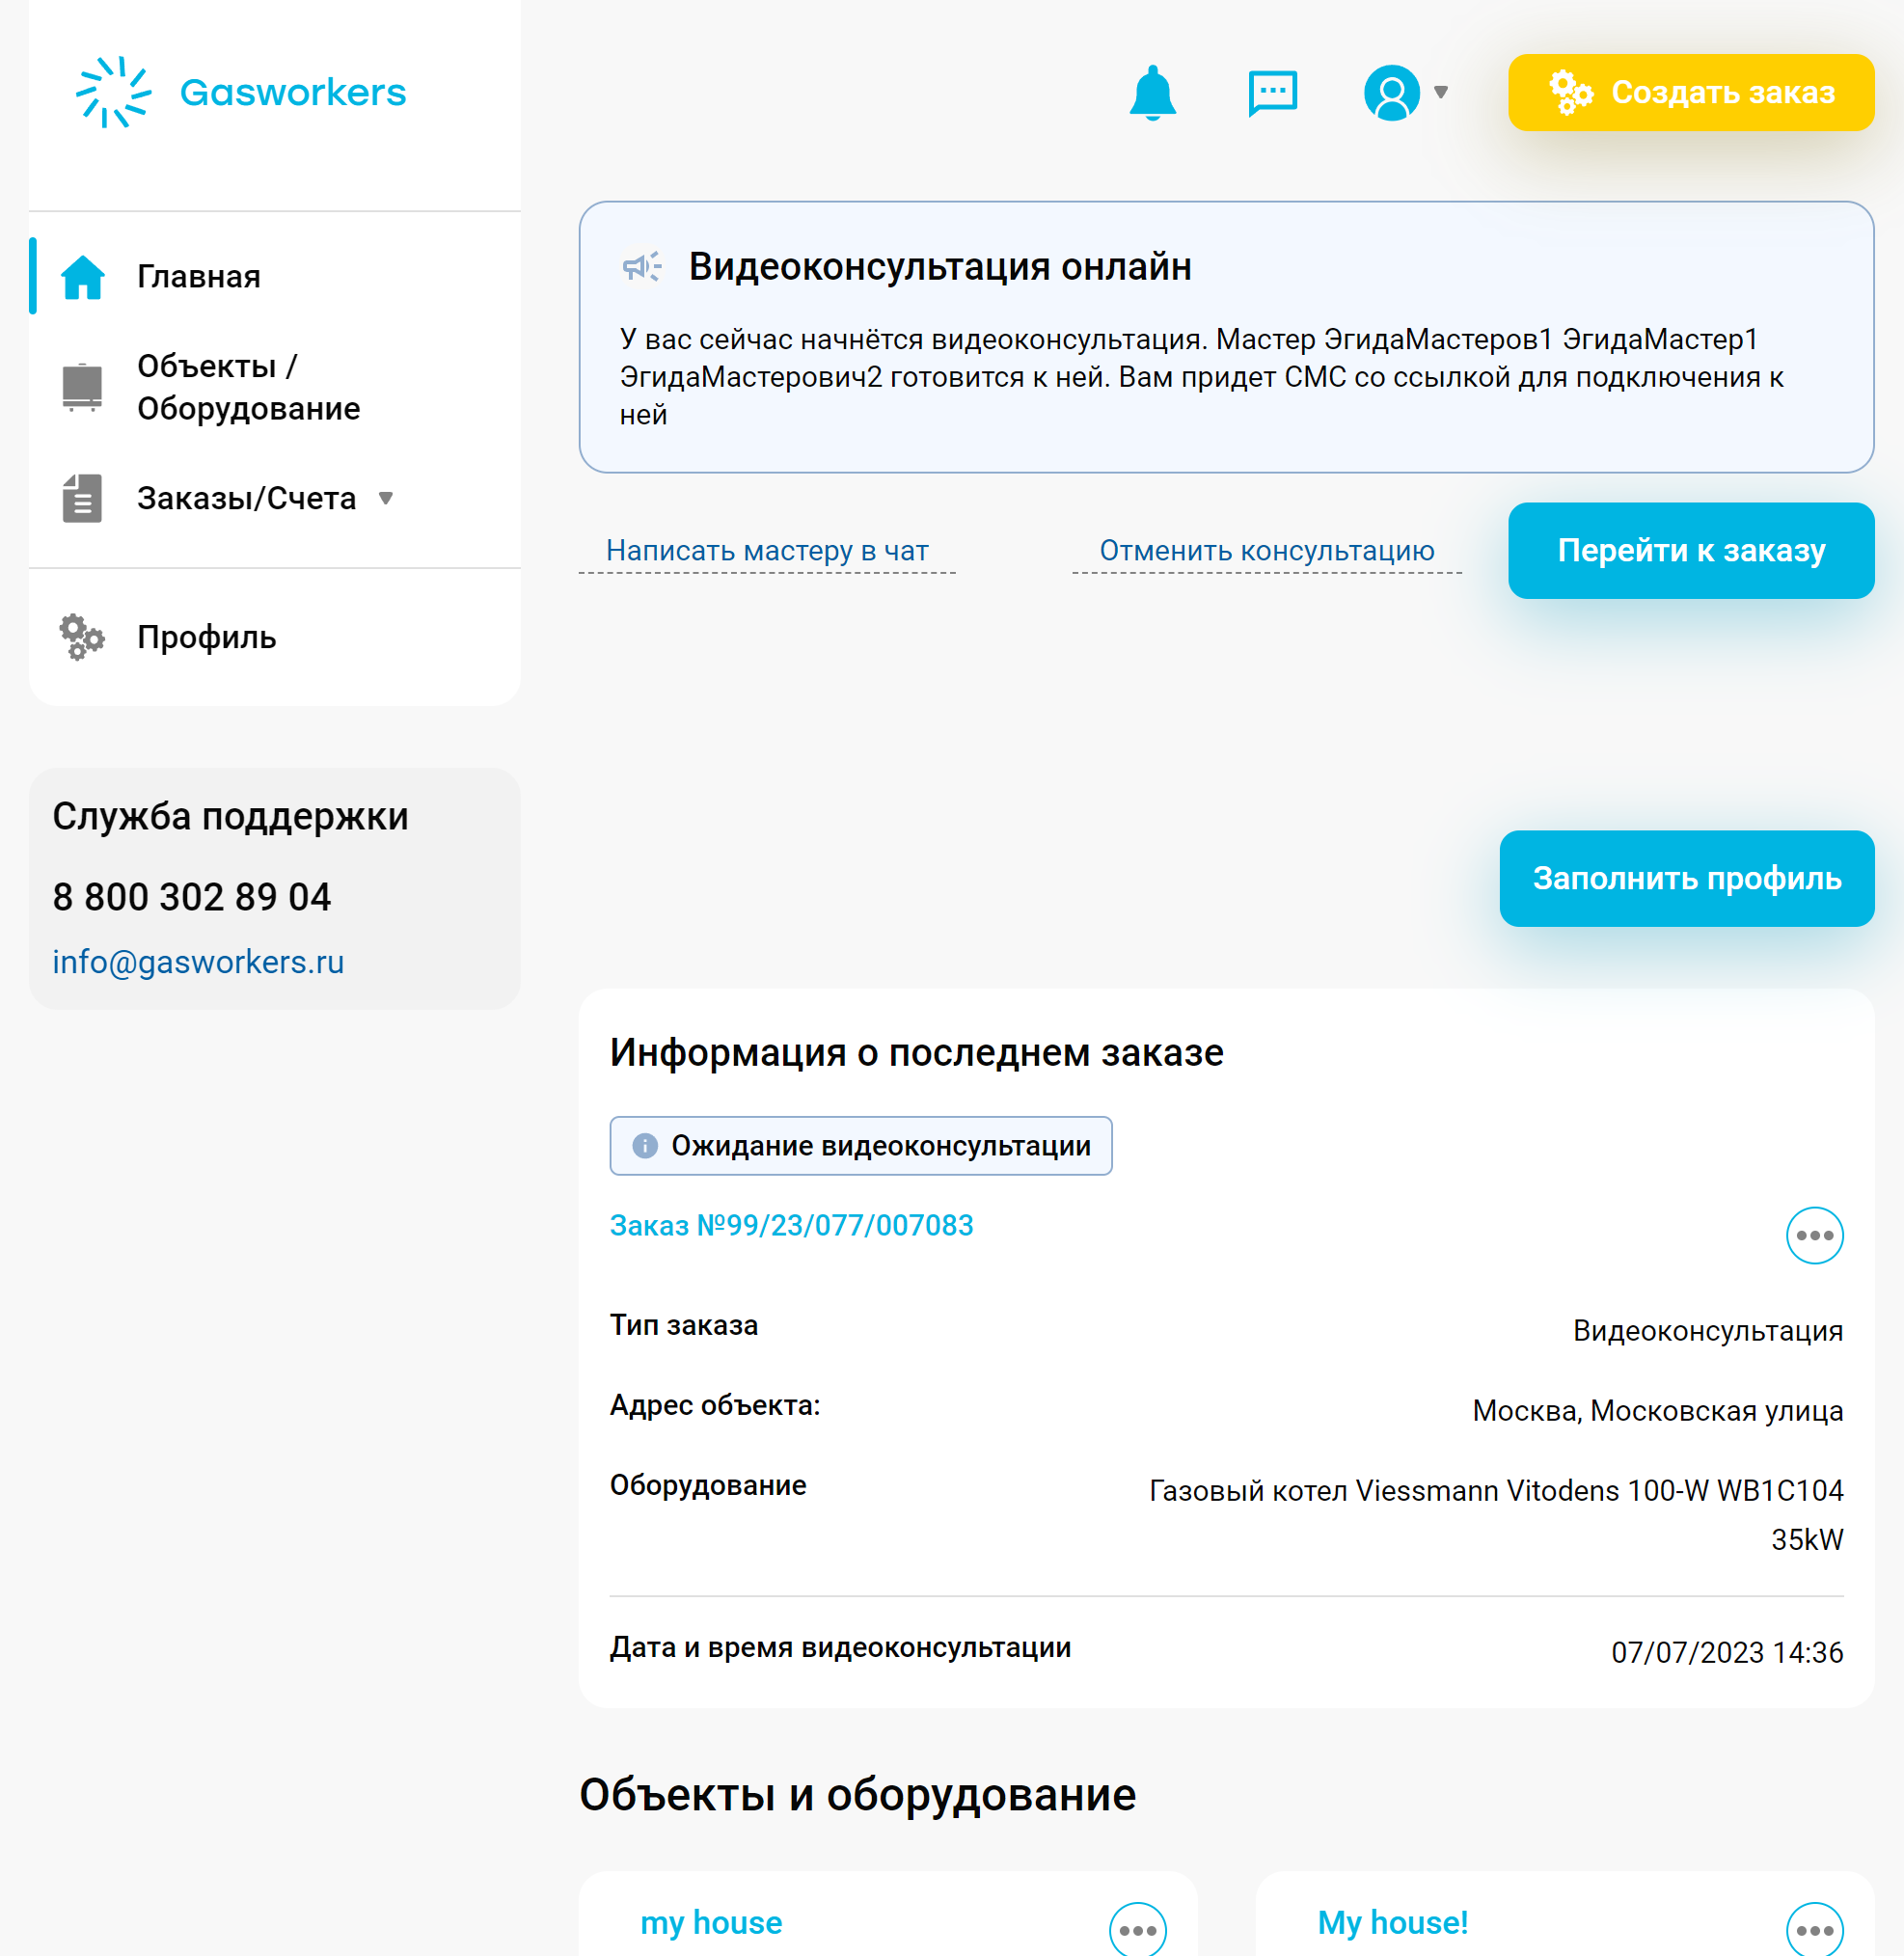 Gasworkers
Создать заказ
Главная
Объекты /
Оборудование
Заказы/Счета
Профиль
Служба поддержки
8 800 302 89 04
info@gasworkers.ru
Видеоконсультация онлайн
У вас сейчас начнётся видеоконсультация. Мастер ЭгидаМастеров1 ЭгидаМастер1
ЭгидаМастерович2 готовится к ней. Вам придет СМС со ссылкой для подключения к
ней
Написать мастеру в чат
Отменить консультацию
Перейти к заказу
Заполнить профиль
Информация о последнем заказе
Ожидание видеоконсультации
Заказ №99/23/077/007083
Тип заказа
Видеоконсультация
Адрес объекта:
Москва, Московская улица
Оборудование
Газовый котел Viessmann Vitodens 100-W WB1C104
35kW
Дата и время видеоконсультации
07/07/2023 14:36
Объекты и оборудование
my house
My house!